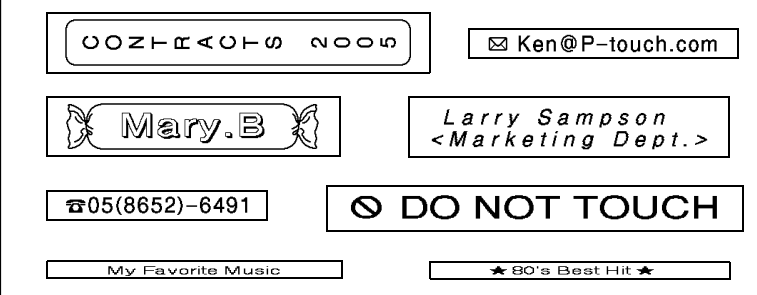 CONTRACTS 2005
✉ Ken@P-touch.com
Mary.B
Larry Sampson
<Marketing Dept.>
☎05(8652)-6491
🛇 DO NOT TOUCH
My Favorite Music
★ 80's Best Hit ★